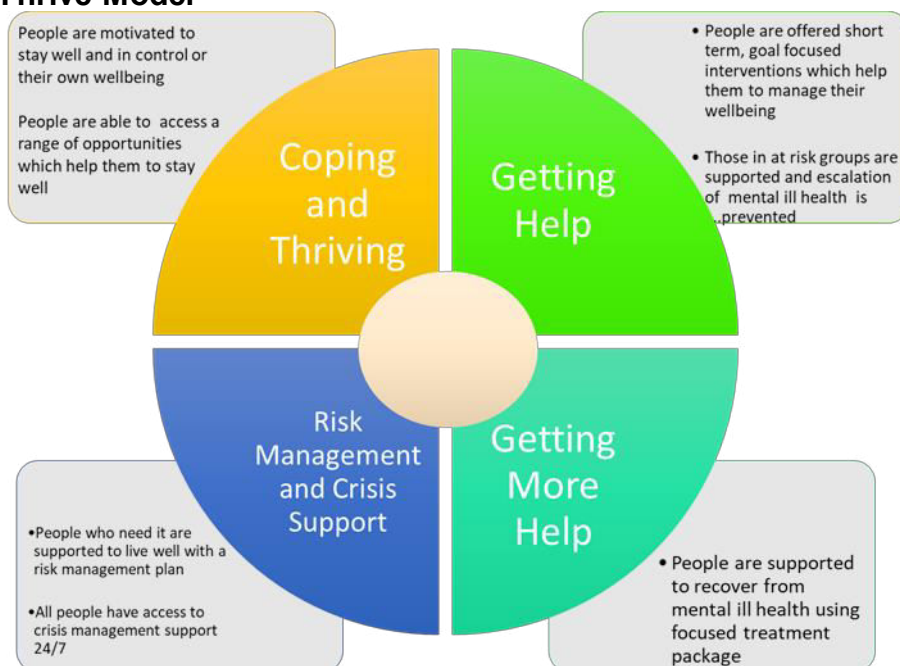 Thrive Model
People are motivated to
stay well and in control or
their own wellbeing
People are able to access a
range of opportunities
which help them to stay
well
Coping
and
Thriving
Getting
Help
• People are offered short
term, goal focused
interventions which help
them to manage their
wellbeing
• Those in at risk groups are
supported and escalation
of mental ill health is
..prevented
Risk
Management
and Crisis
Support
Getting
More
Help
•People who need it are
supported to live well with a
risk management plan
•All people have access to
crisis management support
24/7
• People are supported
to recover from
mental ill health using
focused treatment
package